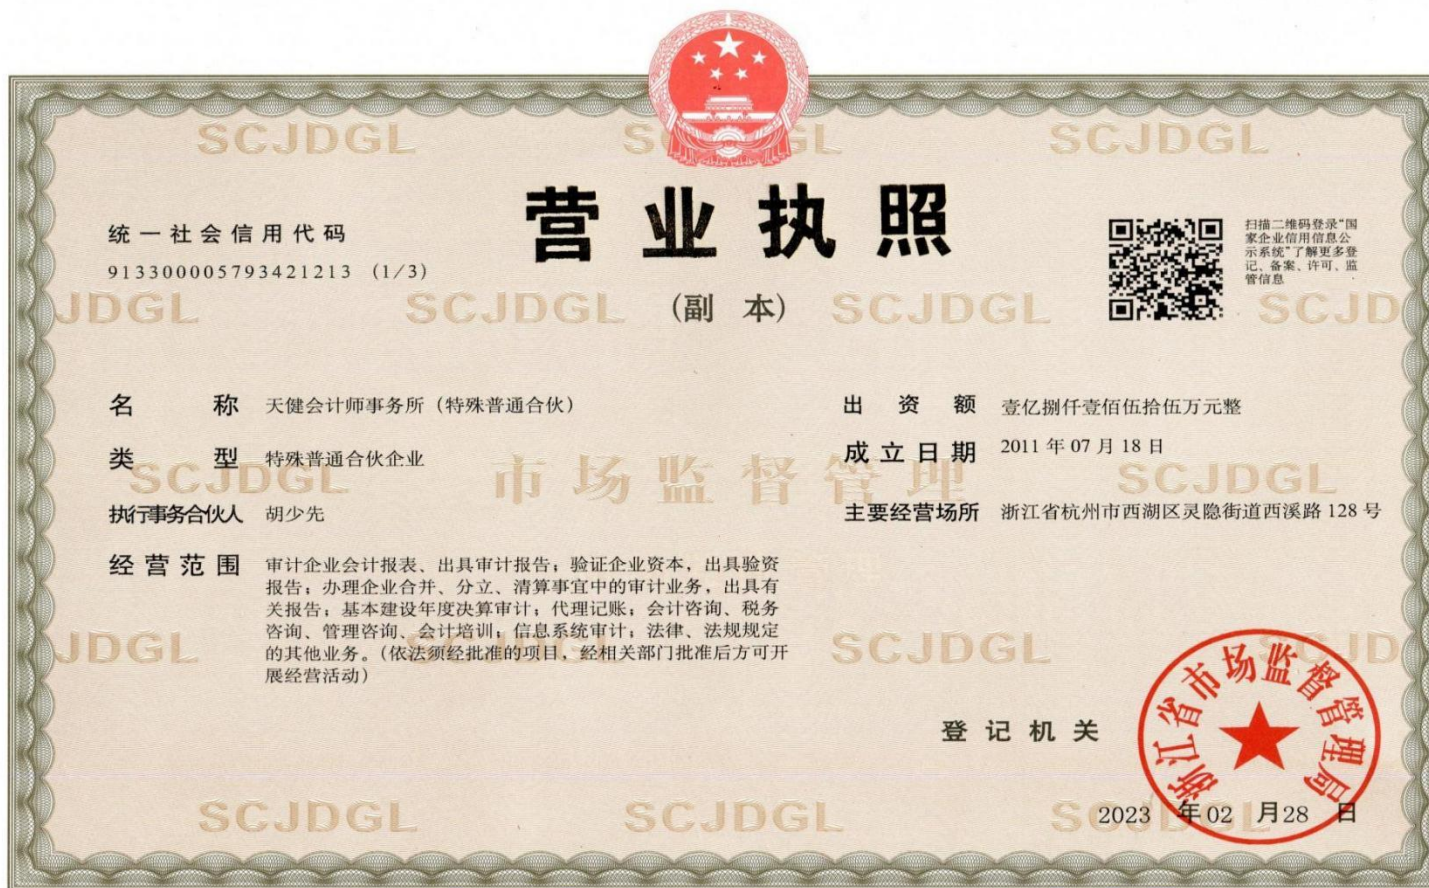 营业执照
(副 本)
统一社会信用代码
913300005793421213 (1/3)
扫描二维码登录“国
家企业信用信息公
示系统”了解更多登
记、备案、许可、监
管信息
名 称 天健会计师事务所（特殊普通合伙）
类 型 特殊普通合伙企业
执行事务合伙人 胡少先
经营范围 审计企业会计报表、出具审计报告；验证企业资本，出具验资
报告；办理企业合并、分立、清算事宜中的审计业务，出具有
关报告；基本建设年度决算审计；代理记账；会计咨询、税务
咨询、管理咨询、会计培训；信息系统审计；法律、法规规定
的其他业务。（依法须经批准的项目，经相关部门批准后方可开
展经营活动）
出资额 壹亿捌仟壹佰伍拾伍万元整
成立日期 2011 年 07 月 18 日
主要经营场所 浙江省杭州市西湖区灵隐街道西溪路 128 号
登记机关
浙江省市场监督管理局
2023 年 02 月 28 日
SCJDGL
市场监督管理